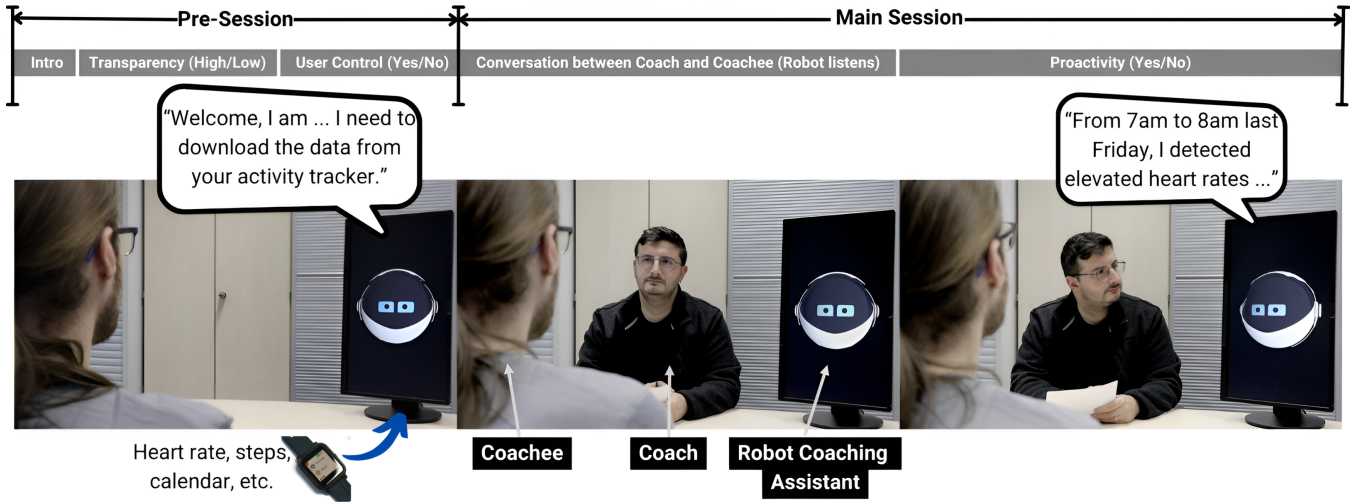 Pre-Session
Main Session
Intro
Transparency (High/Low)
User Control (Yes/No)
Conversation between Coach and Coachee (Robot listens)
Proactivity (Yes/No)
“Welcome, I am ... I need to
download the data from
your activity tracker.”
“From 7am to 8am last
Friday, I detected
elevated heart rates ...”
Heart rate, steps,
calendar, etc.
Coachee
Coach
Robot Coaching
Assistant